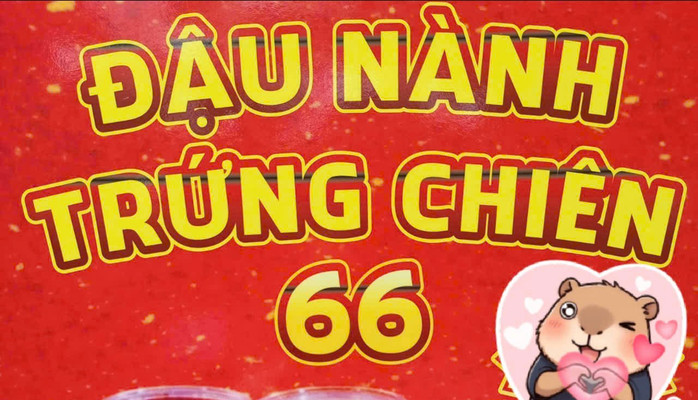 ĐẬU NÀNH
TRỨNG CHIÊN
66